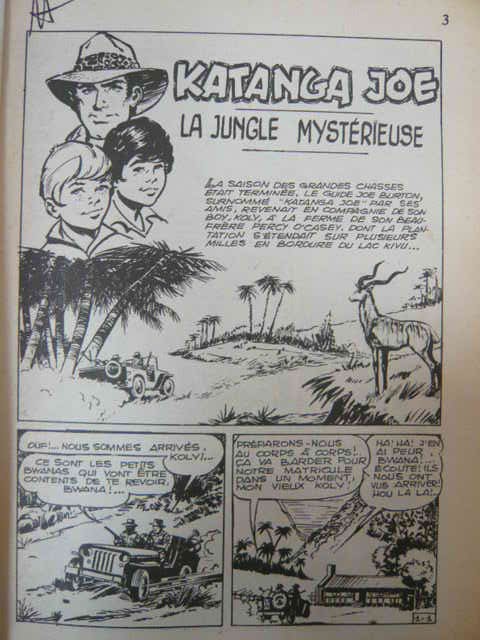 3
KATANGA JOE
LA JUNGLE MYSTÉRIEUSE
LA SAISON DES GRANDES CHASSES
ÉTAIT TERMINÉE. LE GUIDE JOE BURTON,
SURNOMMÉ "KATANGA JOE" PAR SES
AMIS, REVENAIT EN COMPAGNIE DE SON
BOY, KOLY, A LA FERME DE SON BEAU-
FRÈRE PERCY O'CASEY, DONT LA PLAN-
TATION S'ÉTENDAIT SUR PLUSIEURS
MILLES EN BORDURE DU LAC KIVU...
OUF!... NOUS SOMMES ARRIVÉS,
KOLY!...
CE SONT LES PETITS
BWANAS QUI VONT ÊTRE
CONTENTS DE TE REVOIR,
BWANA!...
PRÉPARONS-NOUS
AU CORPS À CORPS!..
ÇA VA BARDER POUR
NOTRE MATRICULE
DANS UN MOMENT,
MON VIEUX KOLY!
HA! HA! J'EN
AI PEUR,
BWANA!...
ÉCOUTE! ILS
NOUS ONT
VUS ARRIVER!
HOU LA LA!
1-1